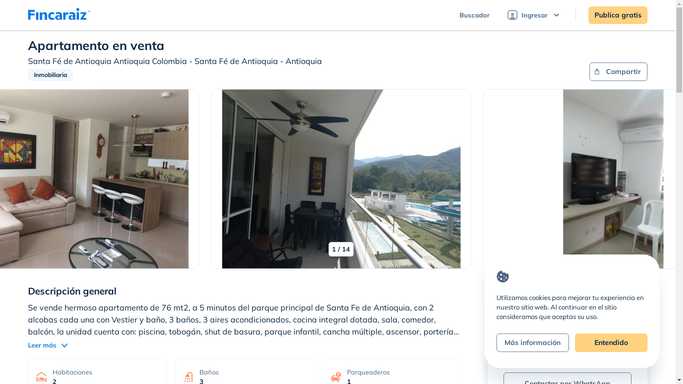 Fincaraiz
Buscador
Ingresar
Publica gratis
Apartamento en venta
Santa Fé de Antioquia Antioquia Colombia - Santa Fé de Antioquia - Antioquia
Inmobiliaria
Compartir
1 / 14
Descripción general
Se vende hermoso apartamento de 76 mt2, a 5 minutos del parque principal de Santa Fe de Antioquia, con 2
alcobas cada una con Vestier y baño, 3 baños, 3 aires acondicionados, cocina integral dotada, sala, comedor,
balcón, la unidad cuenta con: piscina, tobogán, shut de basura, parque infantil, cancha múltiple, ascensor, portería...
Leer más
Habitaciones
2
Baños
3
Parqueaderos
1
Utilizamos cookies para mejorar tu experiencia en
nuestro sitio web. Al continuar en el sitio
consideramos que aceptas su uso.
Más información
Entendido
Contactar por WhatsApp